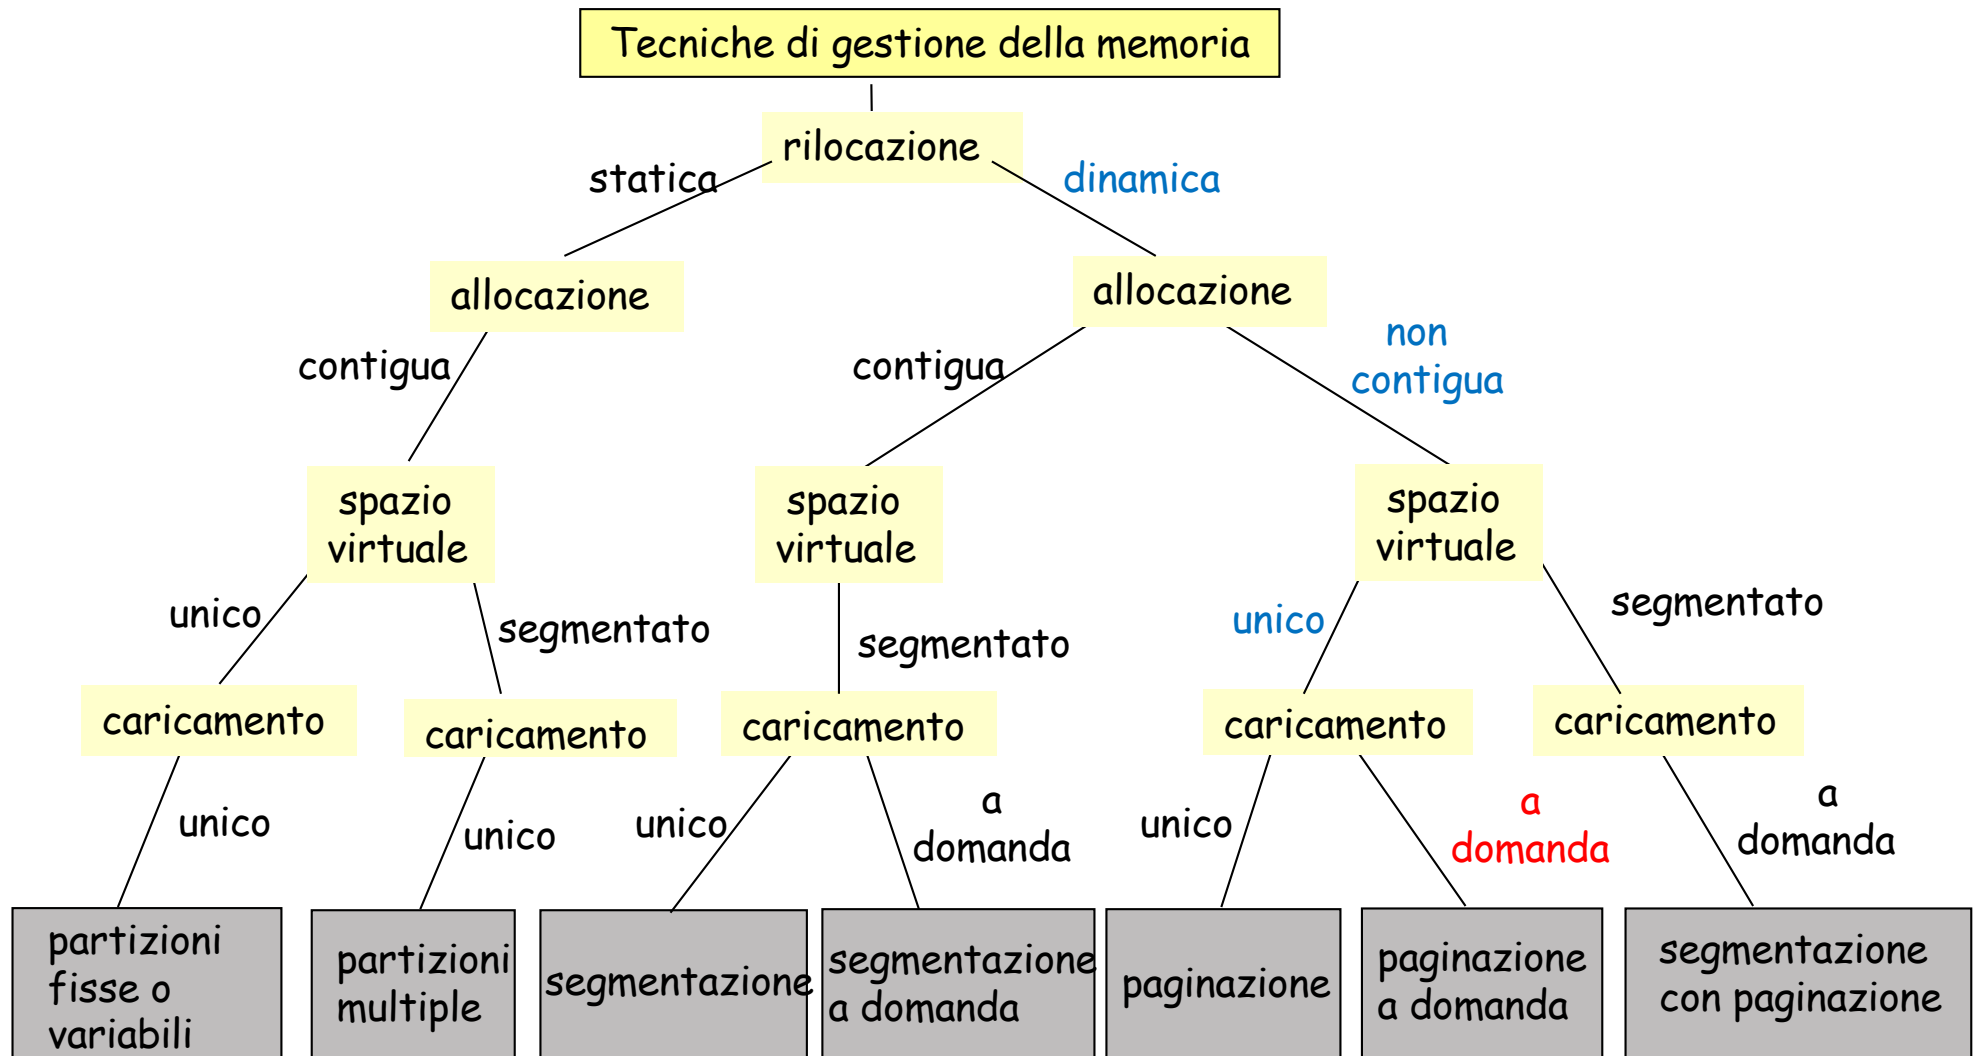 Tecniche di gestione della memoria
rilocazione
statica
dinamica
allocazione
allocazione
contigua
contigua
non
contigua
spazio
virtuale
spazio
virtuale
spazio
virtuale
unico
segmentato
segmentato
unico
segmentato
caricamento
caricamento
caricamento
caricamento
caricamento
unico
unico
unico
a
domanda
unico
a
domanda
a
domanda
partizioni
fisse o
variabili
partizioni
multiple
segmentazione
segmentazione
a domanda
paginazione
paginazione
a domanda
segmentazione
con paginazione